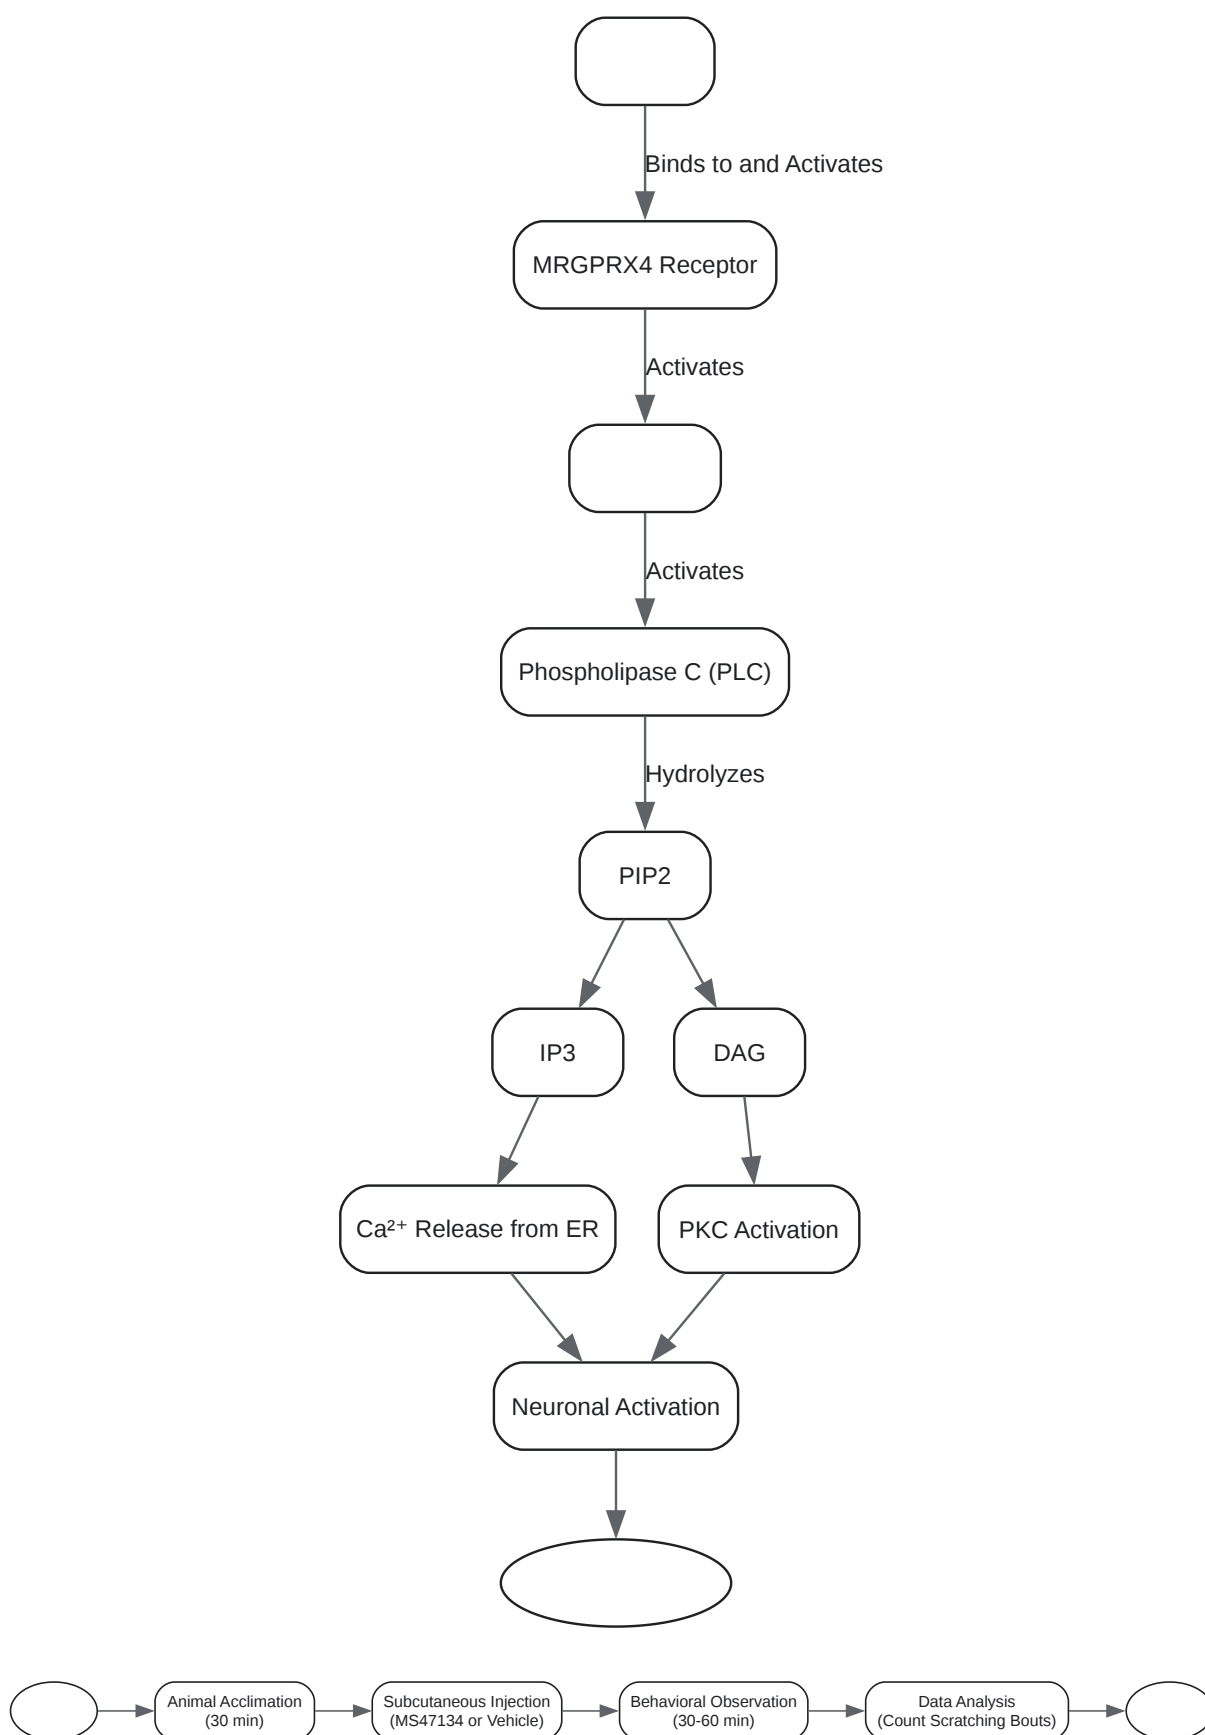 Binds to and Activates
MRGPRX4 Receptor
Activates
Activates
Phospholipase C (PLC)
Hydrolyzes
PIP2
IP3
DAG
Ca²⁺ Release from ER
PKC Activation
Neuronal Activation
Animal Acclimation
(30 min)
Subcutaneous Injection
(MS47134 or Vehicle)
Behavioral Observation
(30-60 min)
Data Analysis
(Count Scratching Bouts)